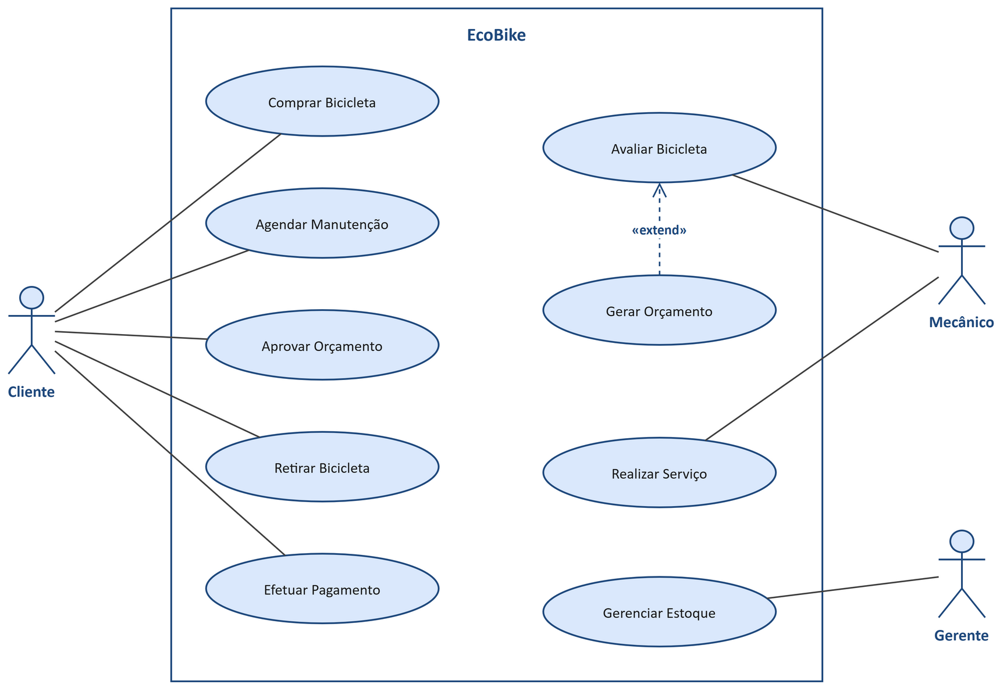 EcoBike
Comprar Bicicleta
Avaliar Bicicleta
Agendar Manutenção
«extend»
Gerar Orçamento
Mecânico
Aprovar Orçamento
Cliente
Retirar Bicicleta
Realizar Serviço
Efetuar Pagamento
Gerenciar Estoque
Gerente